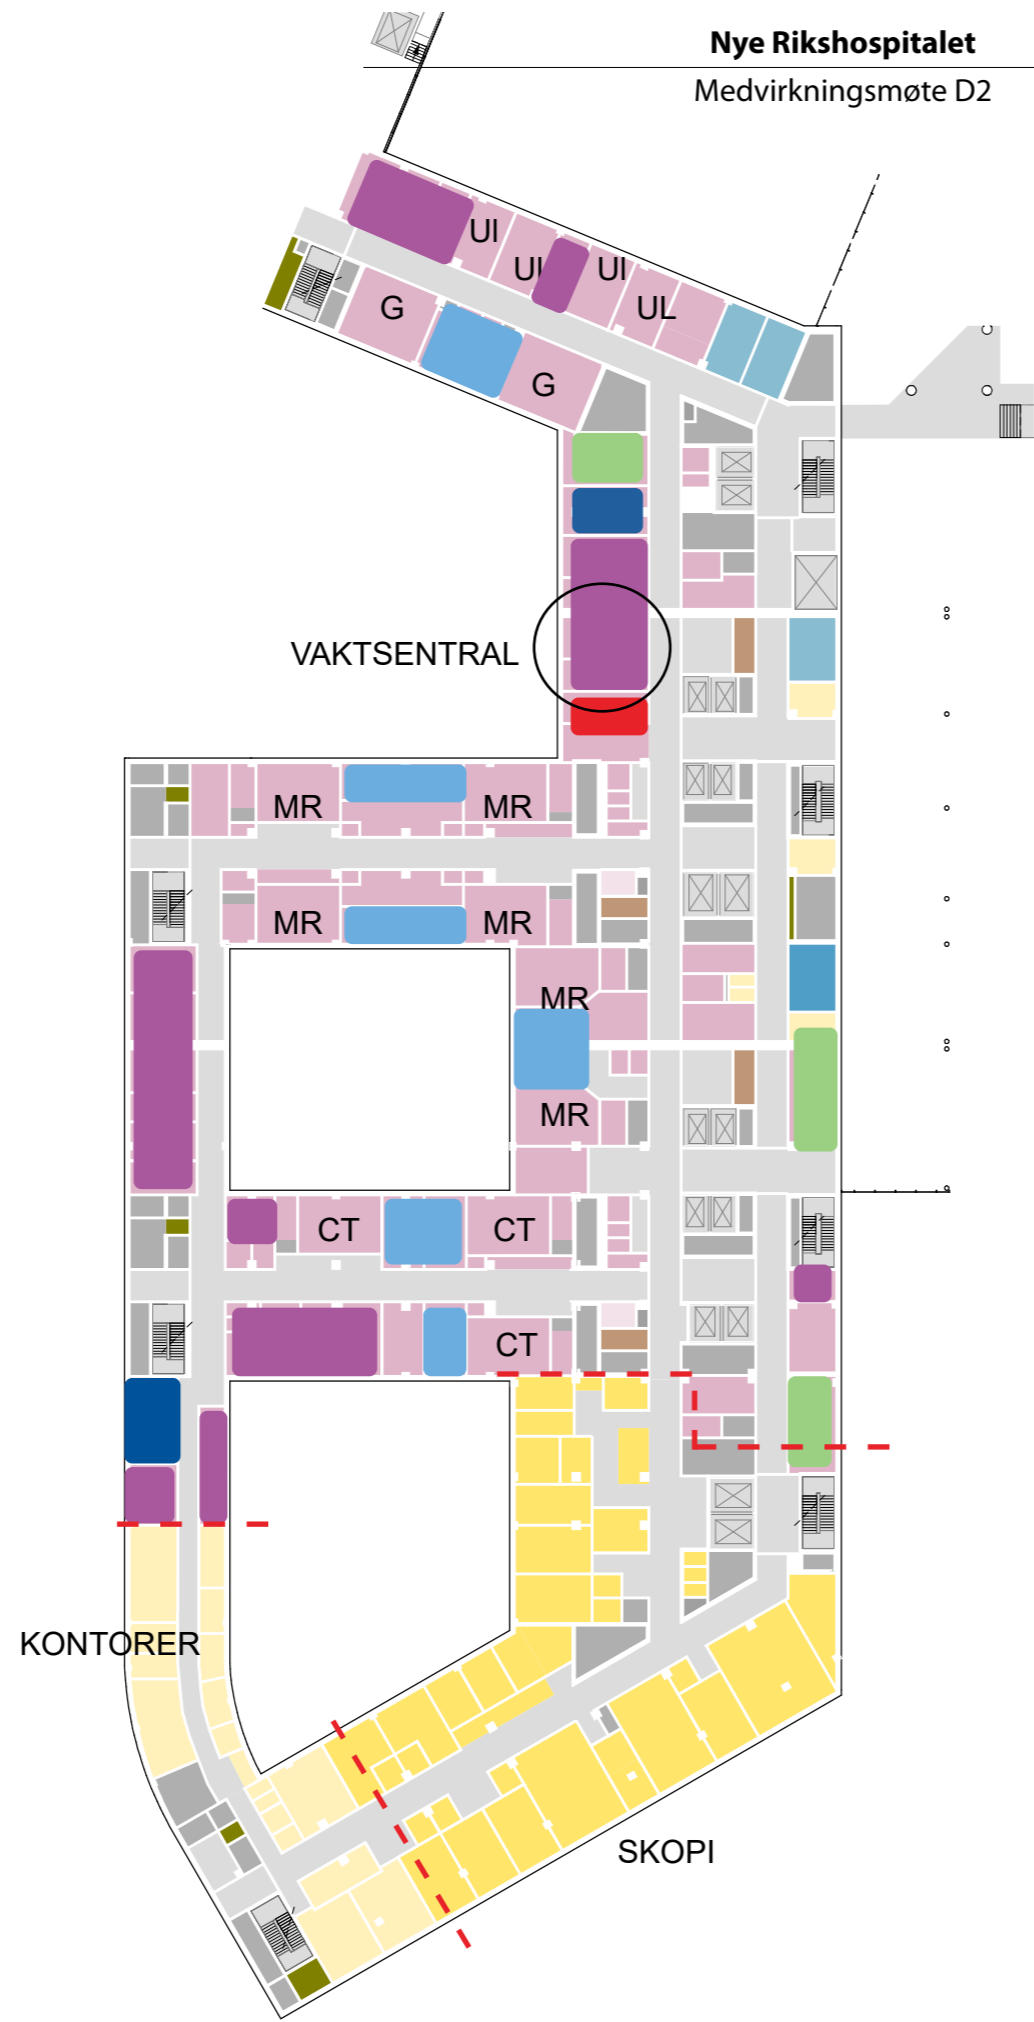 Nye Rikshospitalet
Medvirkningsmøte D2
UI
UI
UI
UL
G
G
VAKTSENTRAL
MR
MR
MR
MR
MR
MR
CT
CT
CT
KONTORER
SKOPI